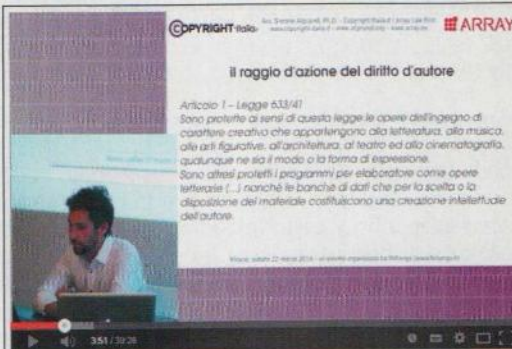 COPYRIGHT-Italia
ARRAY
il raggio d'azione del diritto d'autore
Articolo 1 – Legge 633/41
Sono protette ai sensi di questa legge le opere dell'ingegno di
carattere creativo che appartengono alla letteratura, alla musica,
alle arti figurative, all'architettura, al teatro ed alla cinematografia,
qualunque ne sia il modo o la forma di espressione.
Sono altresì protetti i programmi per elaboratore come opere
letterarie (...) nonché le banche di dati che per la scelta o la
disposizione del materiale costituiscono una creazione intellettuale
dell'autore.
3:51 / 39:26